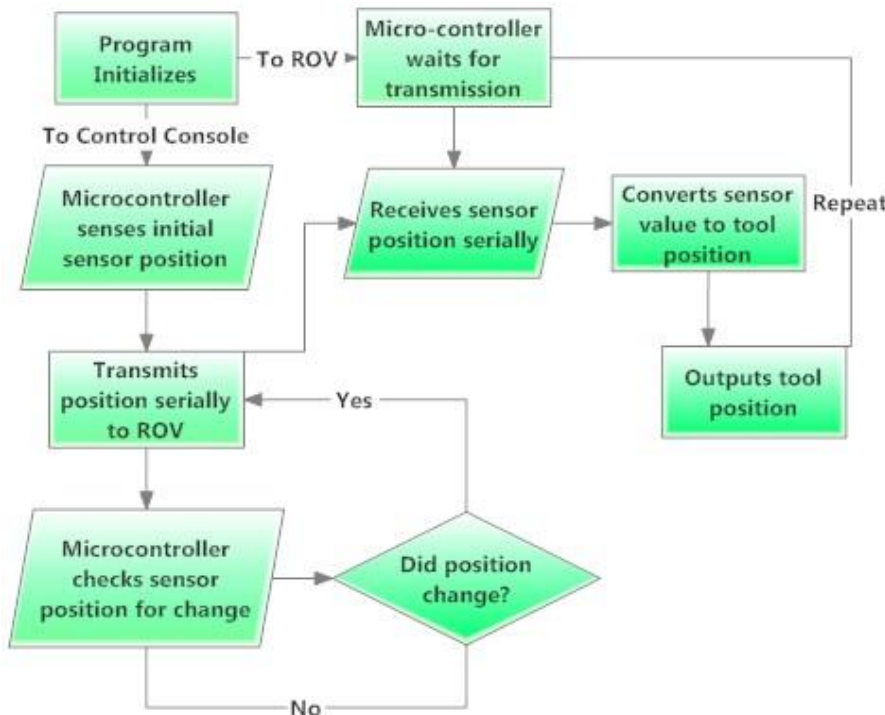 Program
Initializes
To ROV
Micro-controller
waits for
transmission
To Control Console
Microcontroller
senses initial
sensor position
Receives sensor
position serially
Converts sensor
value to tool
position
Repeat
Transmits
position serially
to ROV
Yes
Outputs tool
position
Microcontroller
checks sensor
position for change
Did position
change?
No